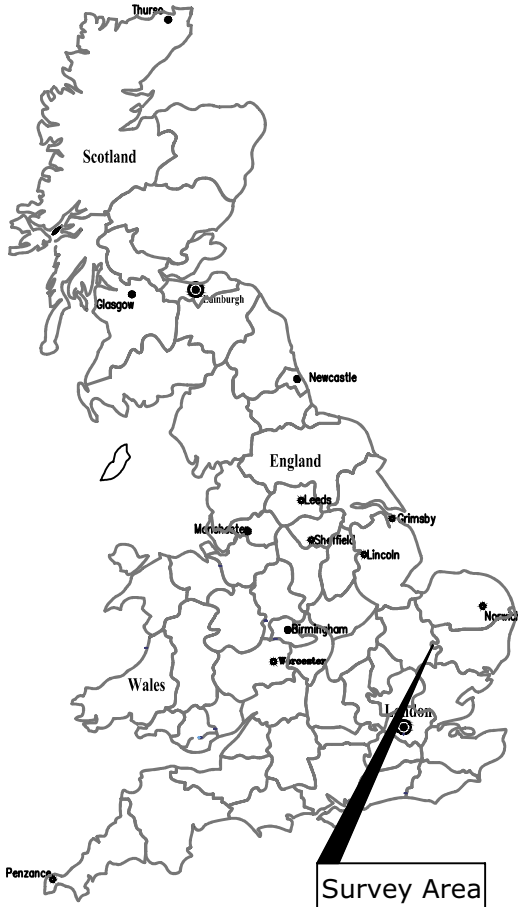 Thurso
Scotland
Glasgow
Edinburgh
Newcastle
England
Leeds
Manchester
Grimsby
Sheffield
Lincoln
Norwich
Birmingham
Worcester
Wales
London
Penzance
Survey Area